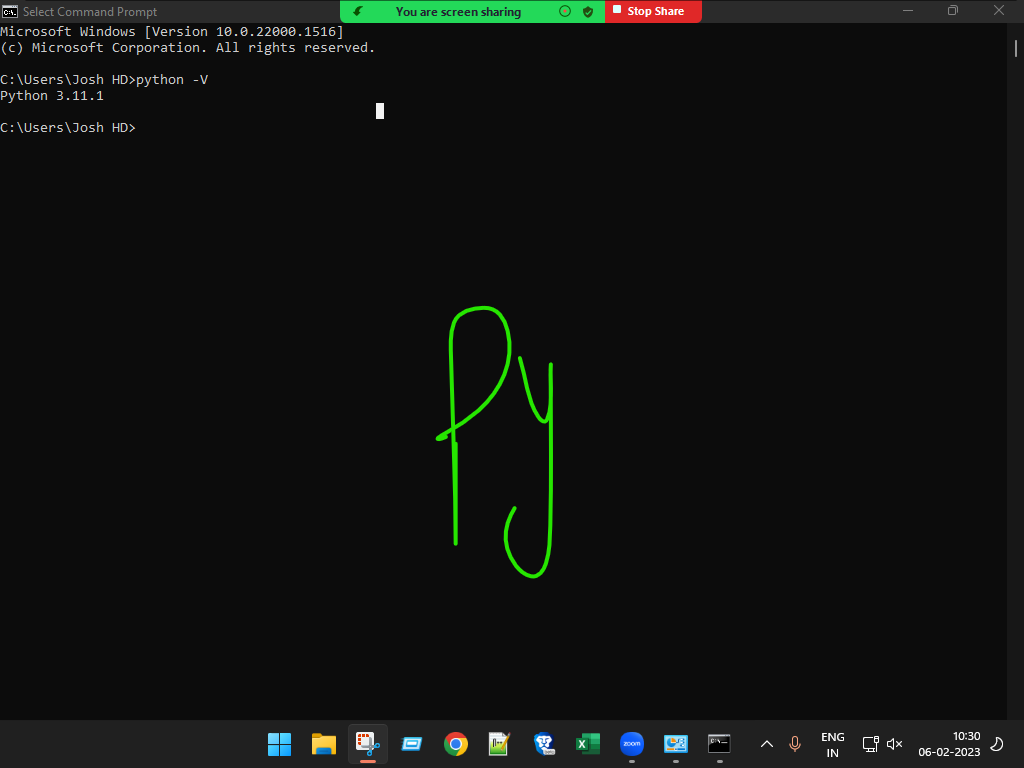 Select Command Prompt
You are screen sharing
Stop Share
Microsoft Windows [Version 10.0.22000.1516]
(c) Microsoft Corporation. All rights reserved.
C:\Users\Josh HD>python -V
Python 3.11.1
C:\Users\Josh HD>
Py
zoom
ENG
IN
10:30
06-02-2023